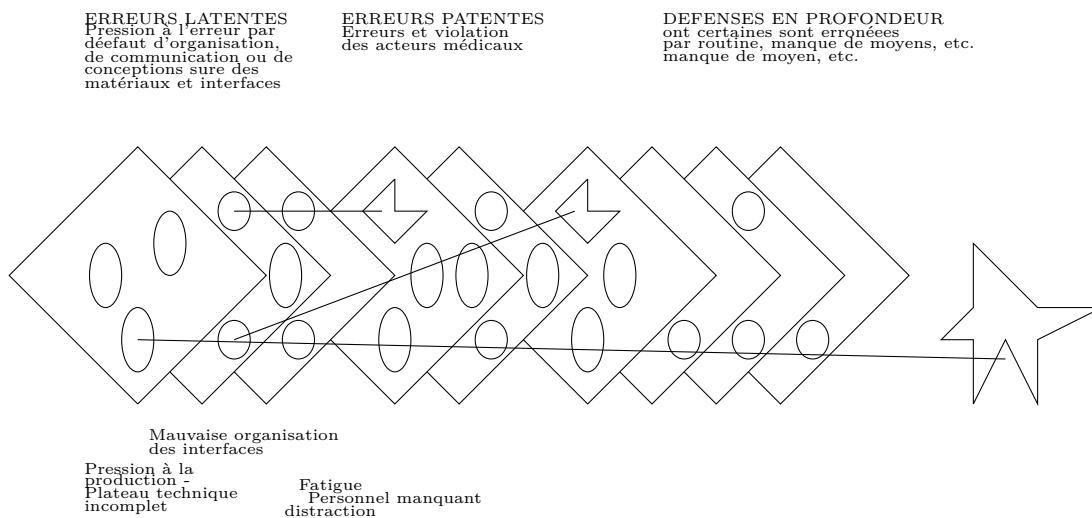 ERREURS LATENTES
Pression à l'erreur par
déefaut d'organisation,
de communication ou de
conceptions sure des
matériaux et interfaces
ERREURS PATENTES
Erreurs et violation
des acteurs médicaux
DEFENSES EN PROFONDEUR
ont certaines sont erronéees
par routine, manque de moyens, etc.
manque de moyen, etc.
Mauvaise organisation
des interfaces
Pression à la
production -
Plateau technique
incomplet
Fatigue
Personnel manquant
distraction